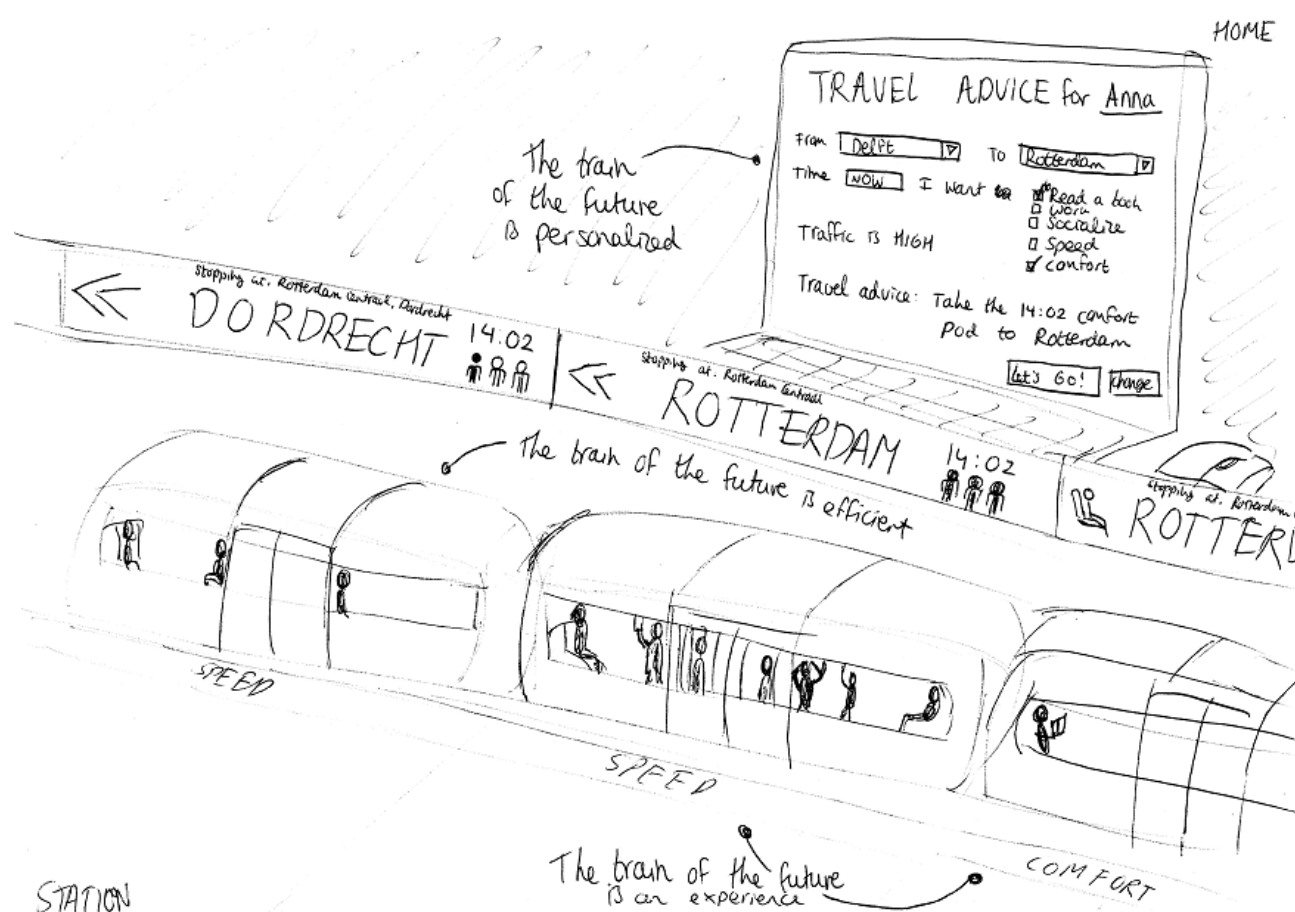 HOME
TRAVEL ADVICE for Anna
From Delft To Rotterdam
Time NOW I want to
Read a book
Work
Socialize
Speed
Comfort
Traffic is HIGH
Travel advice: Take the 14:02 comfort
Pod to Rotterdam
Let's GO! change
The train
of the future
is personalized
Stopping at: Rotterdam Centraal, Dordrecht
DORDRECHT 14.02
Stopping at: Rotterdam Centraal
ROTTERDAM 14:02
Stopping at: Rotterdam
ROTTERD
The train of the future is efficient
SPEED
SPEED
COMFORT
The train of the future
is an experience
STATION